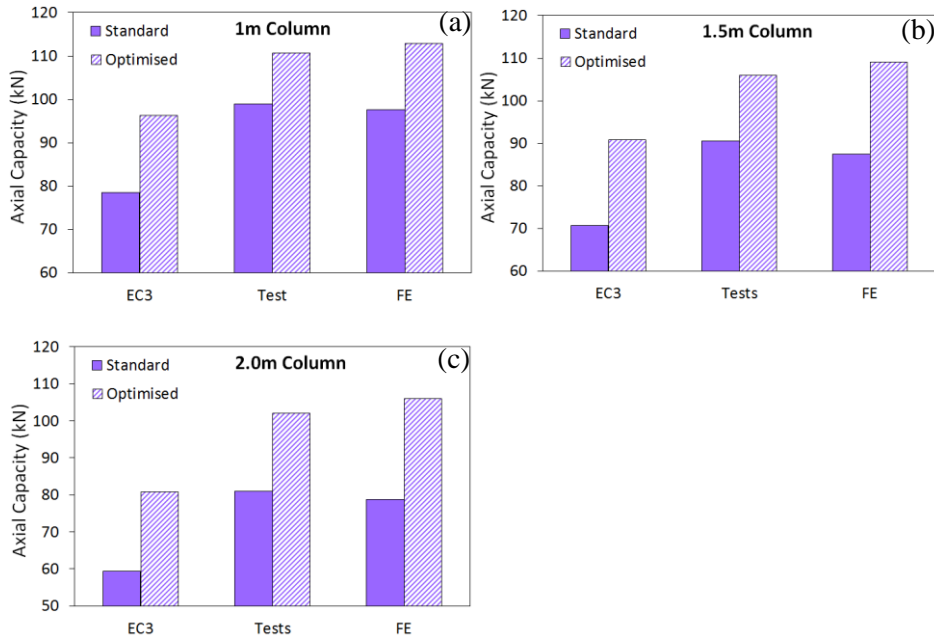 1m Column
(a)
Standard
Optimised
Axial Capacity (kN)
120
110
100
90
80
70
60
EC3 Test FE
1.5m Column
(b)
Standard
Optimised
Axial Capacity (kN)
120
110
100
90
80
70
60
EC3 Tests FE
2.0m Column
(c)
Standard
Optimised
Axial Capacity (kN)
120
110
100
90
80
70
60
50
EC3 Tests FE